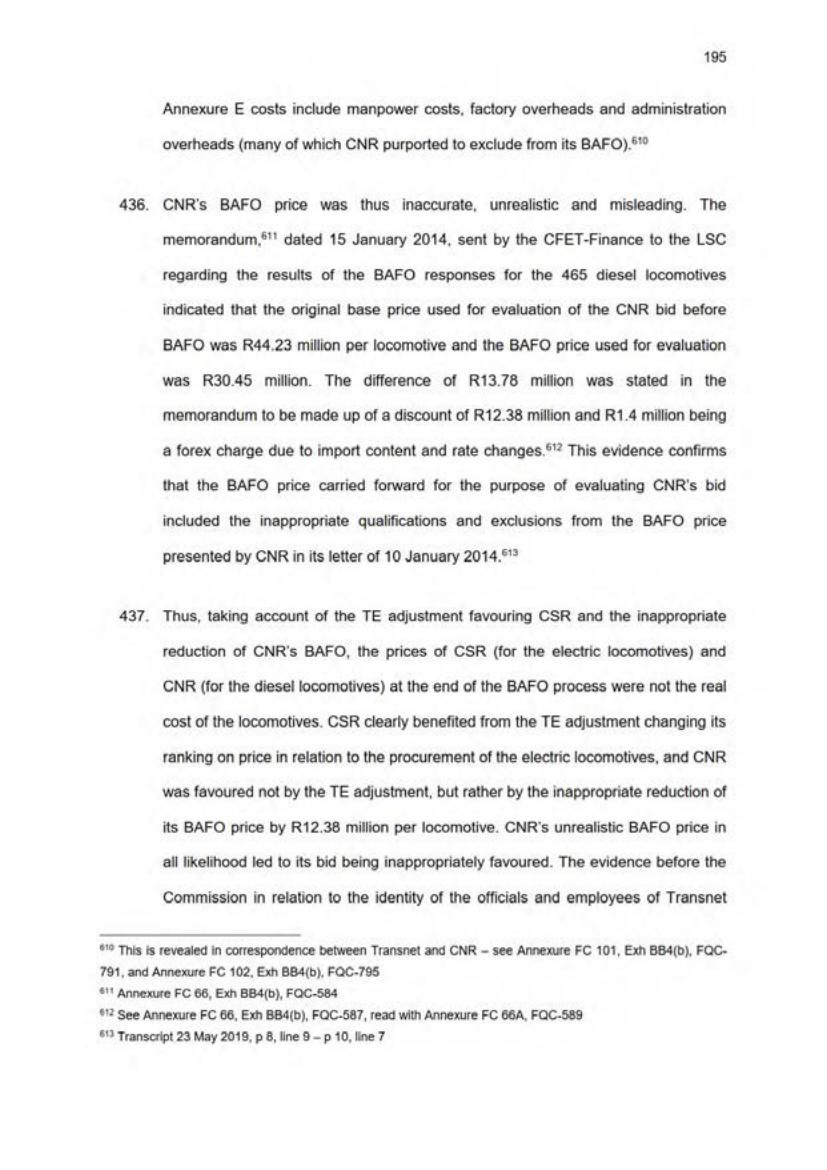 195
Annexure E costs include manpower costs, factory overheads and administration
overheads (many of which CNR purported to exclude from its BAFO).610
436. CNR's BAFO price was thus inaccurate, unrealistic and misleading. The
memorandum,611 dated 15 January 2014, sent by the CFET-Finance to the LSC
regarding the results of the BAFO responses for the 465 diesel locomotives
indicated that the original base price used for evaluation of the CNR bid before
BAFO was R44.23 million per locomotive and the BAFO price used for evaluation
was R30.45 million. The difference of R13.78 million was stated in the
memorandum to be made up of a discount of R12.38 million and R1.4 million being
a forex charge due to import content and rate changes.612 This evidence confirms
that the BAFO price carried forward for the purpose of evaluating CNR's bid
included the inappropriate qualifications and exclusions from the BAFO price
presented by CNR in its letter of 10 January 2014.613
437. Thus, taking account of the TE adjustment favouring CSR and the inappropriate
reduction of CNR's BAFO, the prices of CSR (for the electric locomotives) and
CNR (for the diesel locomotives) at the end of the BAFO process were not the real
cost of the locomotives. CSR clearly benefited from the TE adjustment changing its
ranking on price in relation to the procurement of the electric locomotives, and CNR
was favoured not by the TE adjustment, but rather by the inappropriate reduction of
its BAFO price by R12.38 million per locomotive. CNR's unrealistic BAFO price in
all likelihood led to its bid being inappropriately favoured. The evidence before the
Commission in relation to the identity of the officials and employees of Transnet
610 This is revealed in correspondence between Transnet and CNR – see Annexure FC 101, Exh BB4(b), FQC-
791, and Annexure FC 102, Exh BB4(b), FQC-795
611 Annexure FC 66, Exh BB4(b), FQC-584
612 See Annexure FC 66, Exh BB4(b), FQC-587, read with Annexure FC 66A, FQC-589
613 Transcript 23 May 2019, p 8, line 9 – p 10, line 7